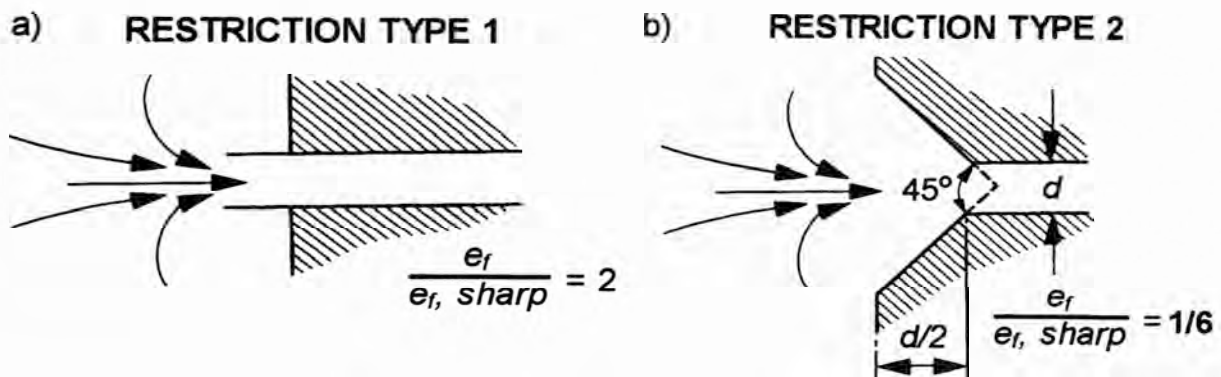 a) RESTRICTION TYPE 1
e_f / e_f, sharp = 2
b) RESTRICTION TYPE 2
45°
d
d/2
e_f / e_f, sharp = 1/6